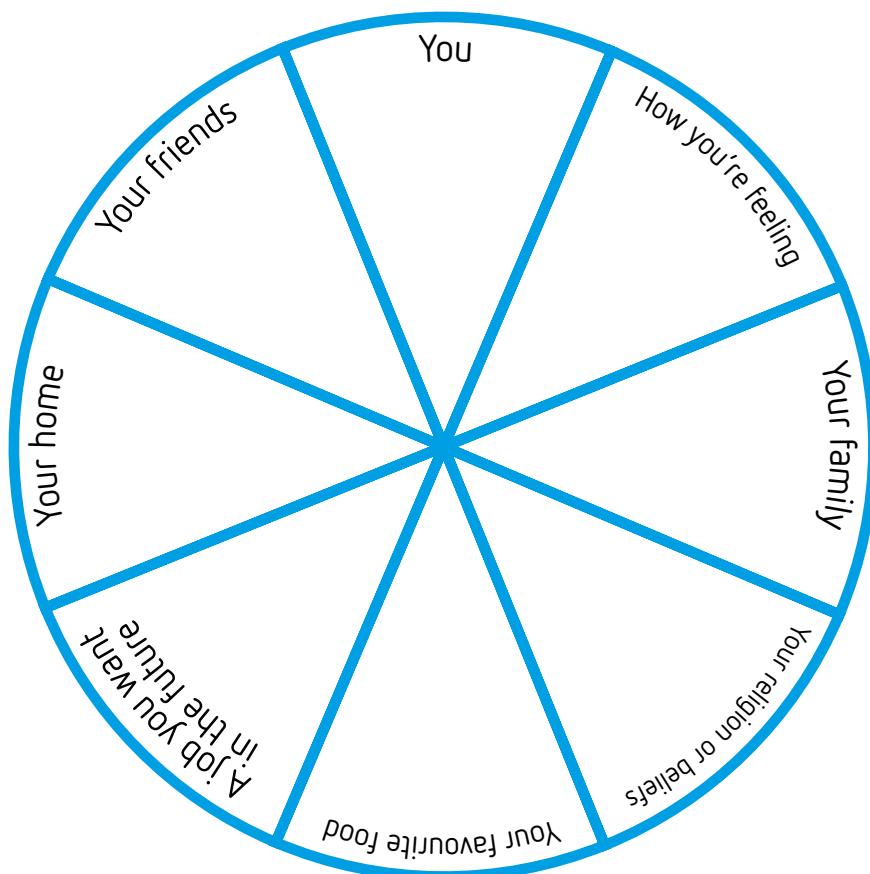 You
How you're feeling
Your family
Your religion or beliefs
Your favourite food
A job you want
in the future
Your home
Your friends